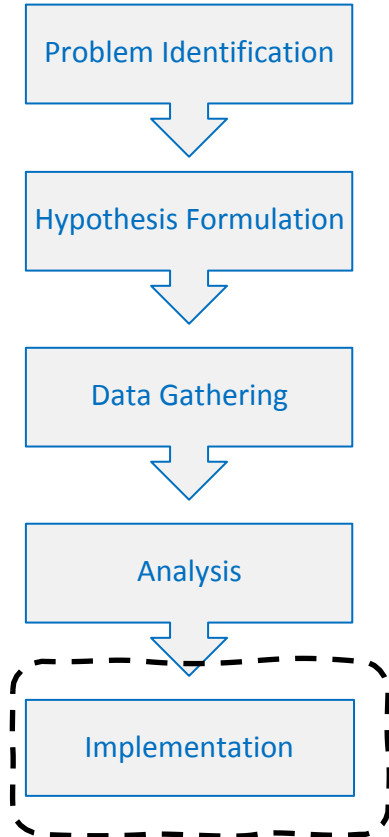 Problem Identification
Hypothesis Formulation
Data Gathering
Analysis
Implementation